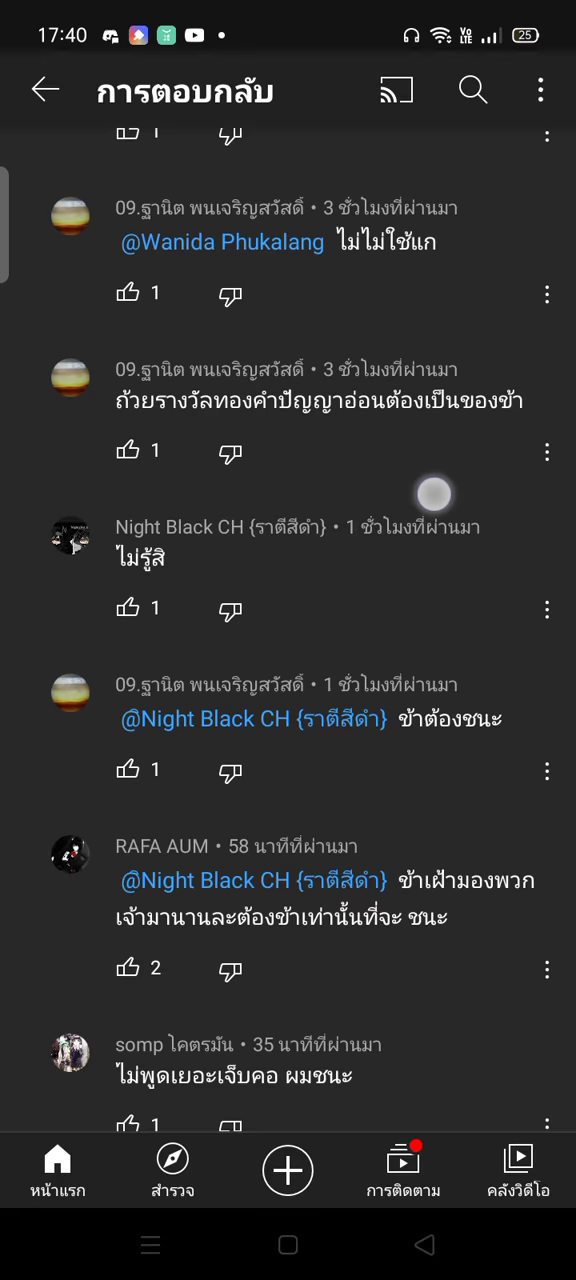 17:40
VO LTE
25
การตอบกลับ
1
09.ฐานิต พนเจริญสวัสดิ์ • 3 ชั่วโมงที่ผ่านมา
@Wanida Phukalang ไม่ไม่ใช้แก
1
09.ฐานิต พนเจริญสวัสดิ์ • 3 ชั่วโมงที่ผ่านมา
ถ้วยรางวัลทองคำปัญญาอ่อนต้องเป็นของข้า
1
Night Black CH {ราตีสีดำ} • 1 ชั่วโมงที่ผ่านมา
ไม่รู้สิ
1
09.ฐานิต พนเจริญสวัสดิ์ • 1 ชั่วโมงที่ผ่านมา
@Night Black CH {ราตีสีดำ} ข้าต้องชนะ
1
RAFA AUM • 58 นาทีที่ผ่านมา
@Night Black CH {ราตีสีดำ} ข้าเฝ้ามองพวก
เจ้ามานานละต้องข้าเท่านั้นที่จะ ชนะ
2
somp โคตรมัน • 35 นาทีที่ผ่านมา
ไม่พูดเยอะเจ็บคอ ผมชนะ
1
หน้าแรก
สำรวจ
การติดตาม
คลังวิดีโอ